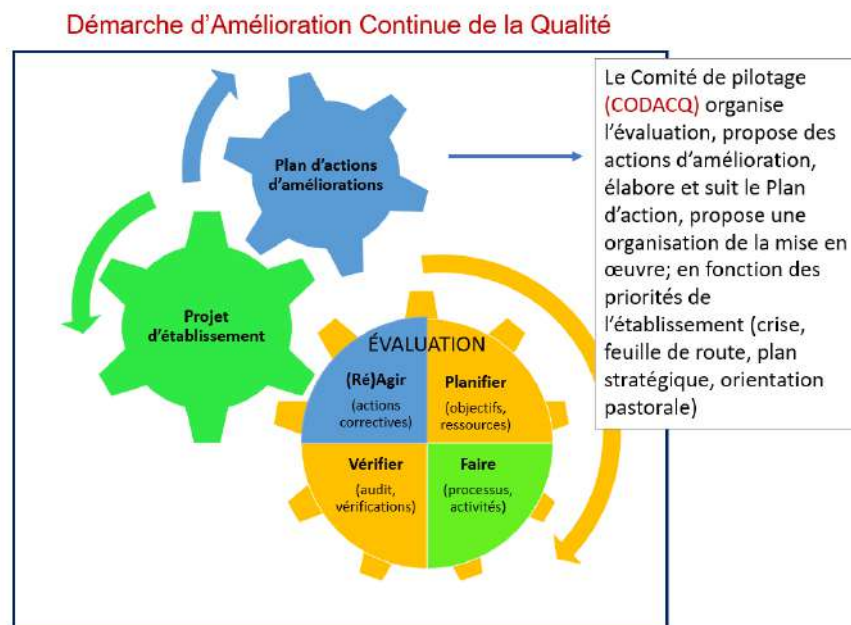 Démarche d’Amélioration Continue de la Qualité
Plan d’actions
d’améliorations
Le Comité de pilotage
(CODACQ) organise
l’évaluation, propose des
actions d’amélioration,
élabore et suit le Plan
d’action, propose une
organisation de la mise en
œuvre; en fonction des
priorités de
l’établissement (crise,
feuille de route, plan
stratégique, orientation
pastorale)
Projet
d’établissement
ÉVALUATION
(Ré)Agir
(actions
correctives)
Planifier
(objectifs,
ressources)
Vérifier
(audit,
vérifications)
Faire
(processus,
activités)